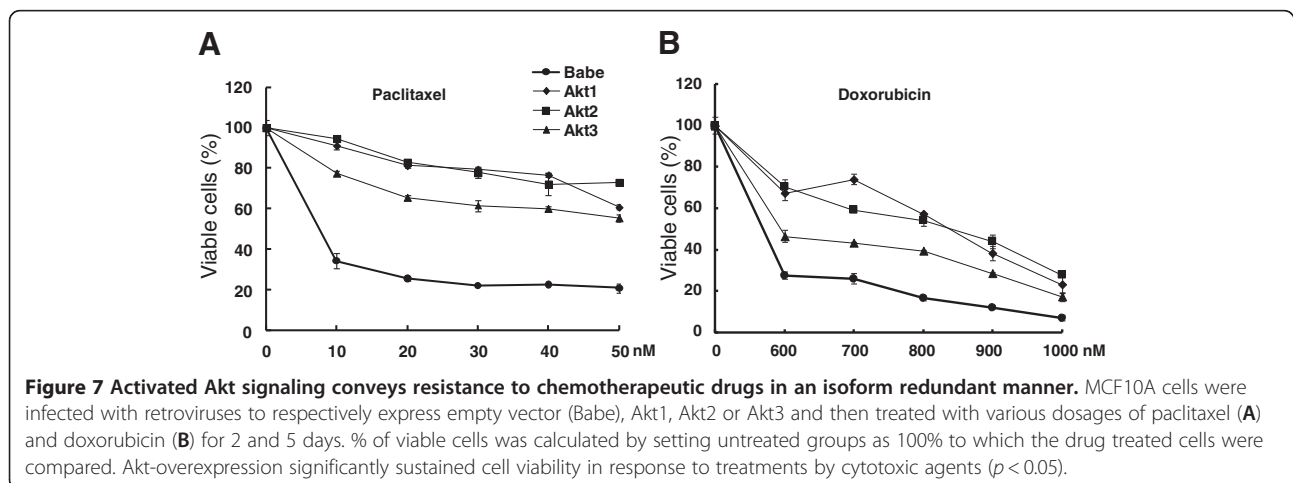 A
B
Paclitaxel
Babe
Akt1
Akt2
Akt3
Viable cells (%)
120
100
80
60
40
20
0
0 10 20 30 40 50 nM
Doxorubicin
Viable cells (%)
120
100
80
60
40
20
0
0 600 700 800 900 1000 nM
Figure 7 Activated Akt signaling conveys resistance to chemotherapeutic drugs in an isoform redundant manner. MCF10A cells were
infected with retroviruses to respectively express empty vector (Babe), Akt1, Akt2 or Akt3 and then treated with various dosages of paclitaxel (A)
and doxorubicin (B) for 2 and 5 days. % of viable cells was calculated by setting untreated groups as 100% to which the drug treated cells were
compared. Akt-overexpression significantly sustained cell viability in response to treatments by cytotoxic agents (p < 0.05).